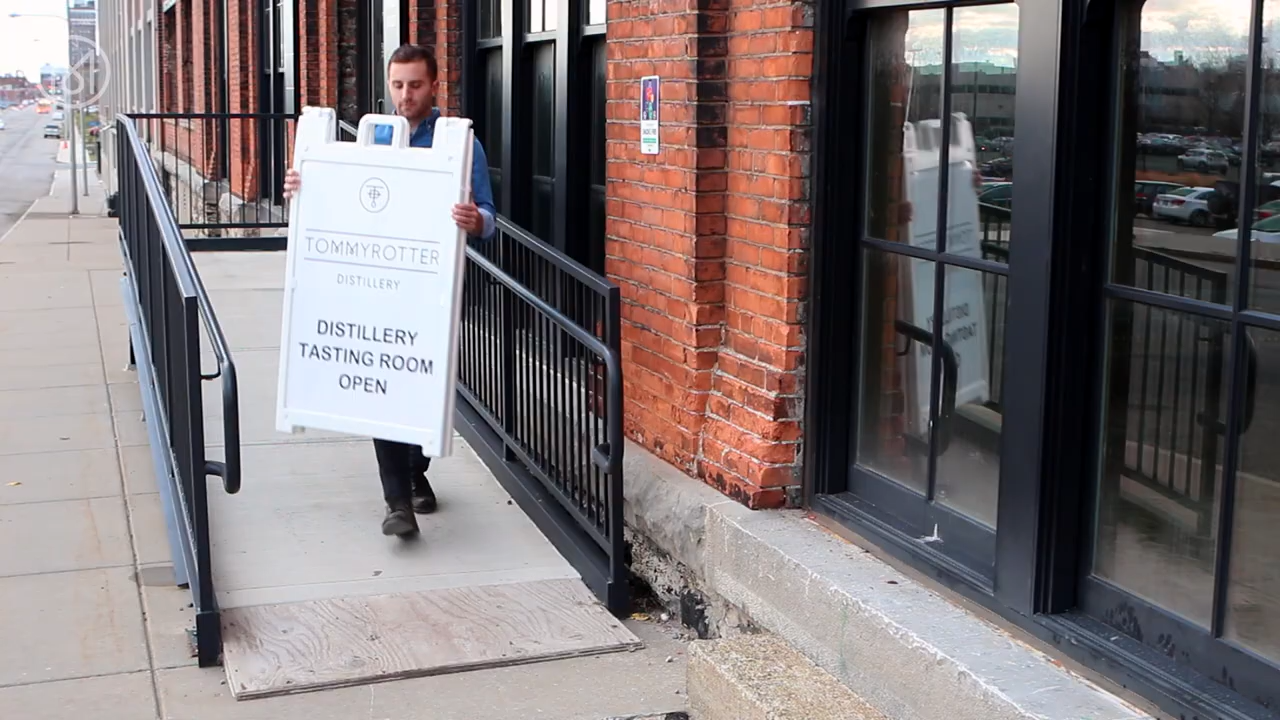 TOMMYROTTER
DISTILLERY
DISTILLERY
TASTING ROOM
OPEN